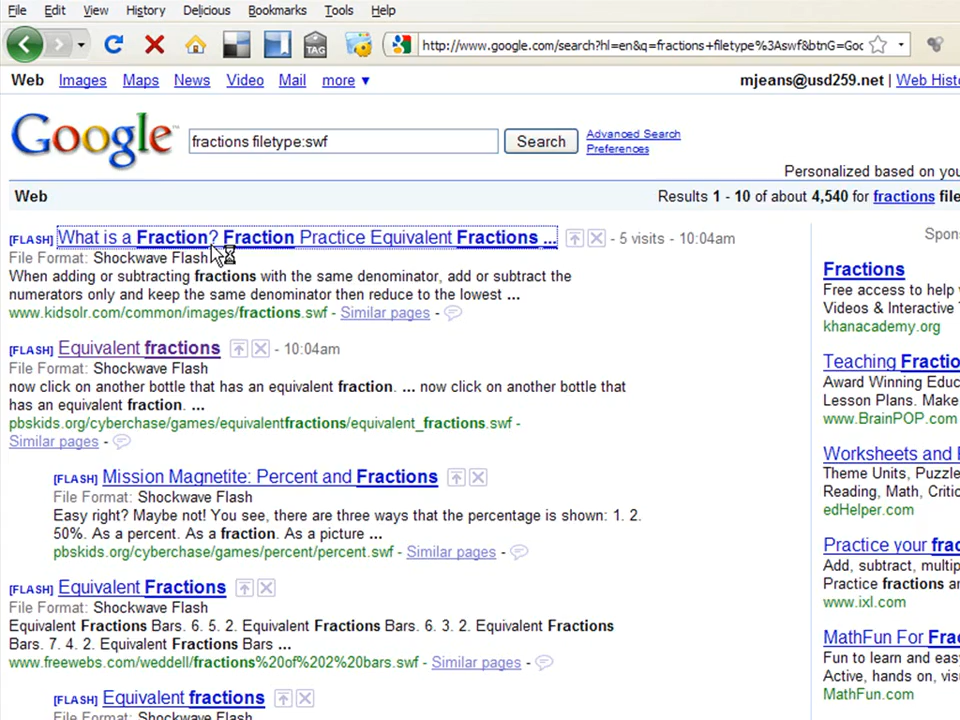 File Edit View History Delicious Bookmarks Tools Help
TAG http://www.google.com/search?hl=en&q=fractions+filetype%3Aswf&btnG=Goo
Web Images Maps News Video Mail more ▼ mjeans@usd259.net | Web Hist
Google™ fractions filetype:swf Search Advanced Search
Preferences
Personalized based on you
Web Results 1 - 10 of about 4,540 for fractions file
[FLASH] What is a Fraction? Fraction Practice Equivalent Fractions ... - 5 visits - 10:04am
File Format: Shockwave Flash
When adding or subtracting fractions with the same denominator, add or subtract the
numerators only and keep the same denominator then reduce to the lowest ...
www.kidsolr.com/common/images/fractions.swf - Similar pages -
[FLASH] Equivalent fractions - 10:04am
File Format: Shockwave Flash
now click on another bottle that has an equivalent fraction. ... now click on another bottle that
has an equivalent fraction. ...
pbskids.org/cyberchase/games/equivalentfractions/equivalent_fractions.swf -
Similar pages -
[FLASH] Mission Magnetite: Percent and Fractions
File Format: Shockwave Flash
Easy right? Maybe not! You see, there are three ways that the percentage is shown: 1. 2.
50%. As a percent. As a fraction. As a picture ...
pbskids.org/cyberchase/games/percent/percent.swf - Similar pages -
[FLASH] Equivalent Fractions
File Format: Shockwave Flash
Equivalent Fractions Bars. 6. 5. 2. Equivalent Fractions Bars. 6. 3. 2. Equivalent Fractions
Bars. 7. 4. 2. Equivalent Fractions Bars ...
www.freewebs.com/weddell/fractions%20of%202%20bars.swf - Similar pages -
[FLASH] Equivalent fractions
File Format: Shockwave Flash
Spons
Fractions
Free access to help w
Videos & Interactive T
khanacademy.org
Teaching Fractio
Award Winning Educ
Lesson Plans. Make
www.BrainPOP.com
Worksheets and F
Theme Units, Puzzle
Reading, Math, Critic
edHelper.com
Practice your frac
Add, subtract, multip
Practice fractions an
www.ixl.com
MathFun For Frac
Fun to learn and easy
Active, hands on, visu
MathFun.com